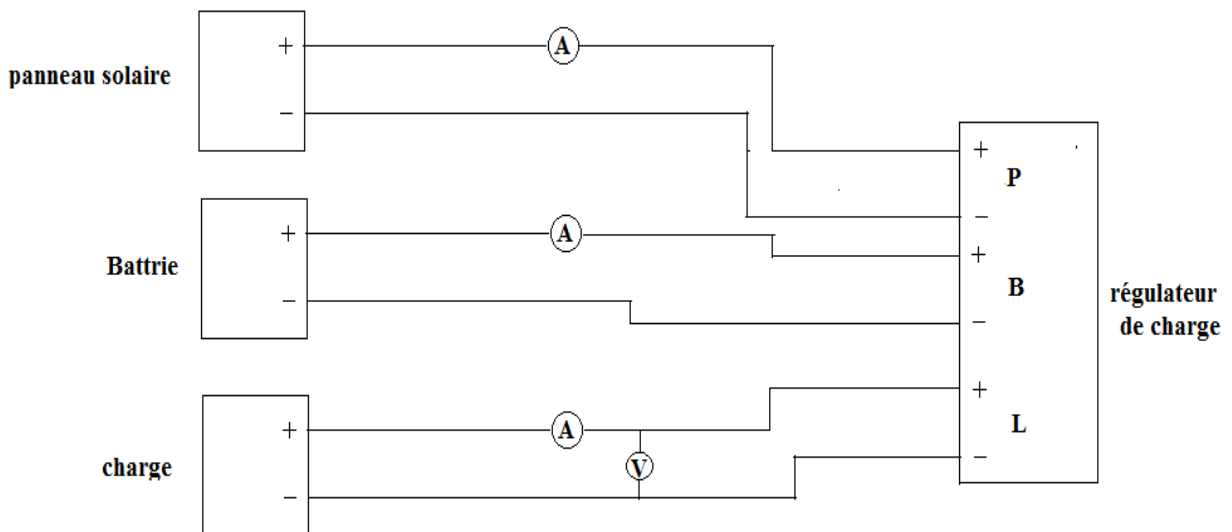 +
A
panneau solaire
−
+
P
−
+
A
+
Battrie
−
B
−
régulateur
de charge
+
+
A
L
charge
V
−
−